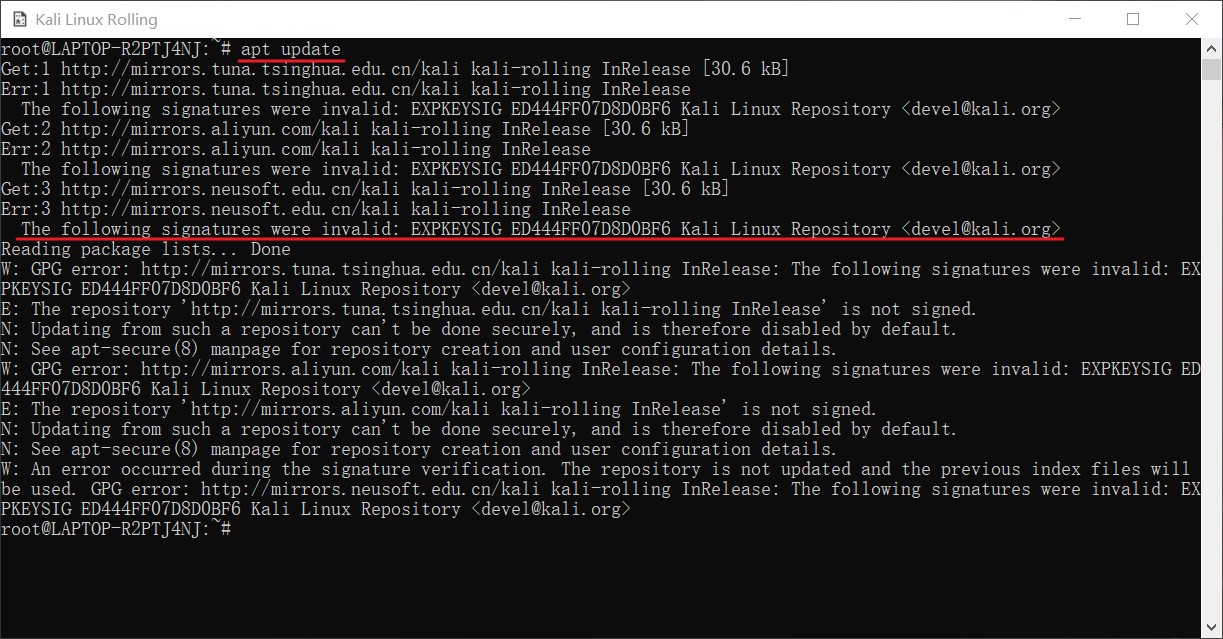 Kali Linux Rolling
root@LAPTOP-R2PTJ4NJ:~# apt update
Get:1 http://mirrors.tuna.tsinghua.edu.cn/kali kali-rolling InRelease [30.6 kB]
Err:1 http://mirrors.tuna.tsinghua.edu.cn/kali kali-rolling InRelease
  The following signatures were invalid: EXPKEYSIG ED444FF07D8D0BF6 Kali Linux Repository <devel@kali.org>
Get:2 http://mirrors.aliyun.com/kali kali-rolling InRelease [30.6 kB]
Err:2 http://mirrors.aliyun.com/kali kali-rolling InRelease
  The following signatures were invalid: EXPKEYSIG ED444FF07D8D0BF6 Kali Linux Repository <devel@kali.org>
Get:3 http://mirrors.neusoft.edu.cn/kali kali-rolling InRelease [30.6 kB]
Err:3 http://mirrors.neusoft.edu.cn/kali kali-rolling InRelease
  The following signatures were invalid: EXPKEYSIG ED444FF07D8D0BF6 Kali Linux Repository <devel@kali.org>
Reading package lists... Done
W: GPG error: http://mirrors.tuna.tsinghua.edu.cn/kali kali-rolling InRelease: The following signatures were invalid: EX
PKEYSIG ED444FF07D8D0BF6 Kali Linux Repository <devel@kali.org>
E: The repository 'http://mirrors.tuna.tsinghua.edu.cn/kali kali-rolling InRelease' is not signed.
N: Updating from such a repository can't be done securely, and is therefore disabled by default.
N: See apt-secure(8) manpage for repository creation and user configuration details.
W: GPG error: http://mirrors.aliyun.com/kali kali-rolling InRelease: The following signatures were invalid: EXPKEYSIG ED
444FF07D8D0BF6 Kali Linux Repository <devel@kali.org>
E: The repository 'http://mirrors.aliyun.com/kali kali-rolling InRelease' is not signed.
N: Updating from such a repository can't be done securely, and is therefore disabled by default.
N: See apt-secure(8) manpage for repository creation and user configuration details.
W: An error occurred during the signature verification. The repository is not updated and the previous index files will
be used. GPG error: http://mirrors.neusoft.edu.cn/kali kali-rolling InRelease: The following signatures were invalid: EX
PKEYSIG ED444FF07D8D0BF6 Kali Linux Repository <devel@kali.org>
root@LAPTOP-R2PTJ4NJ:~#